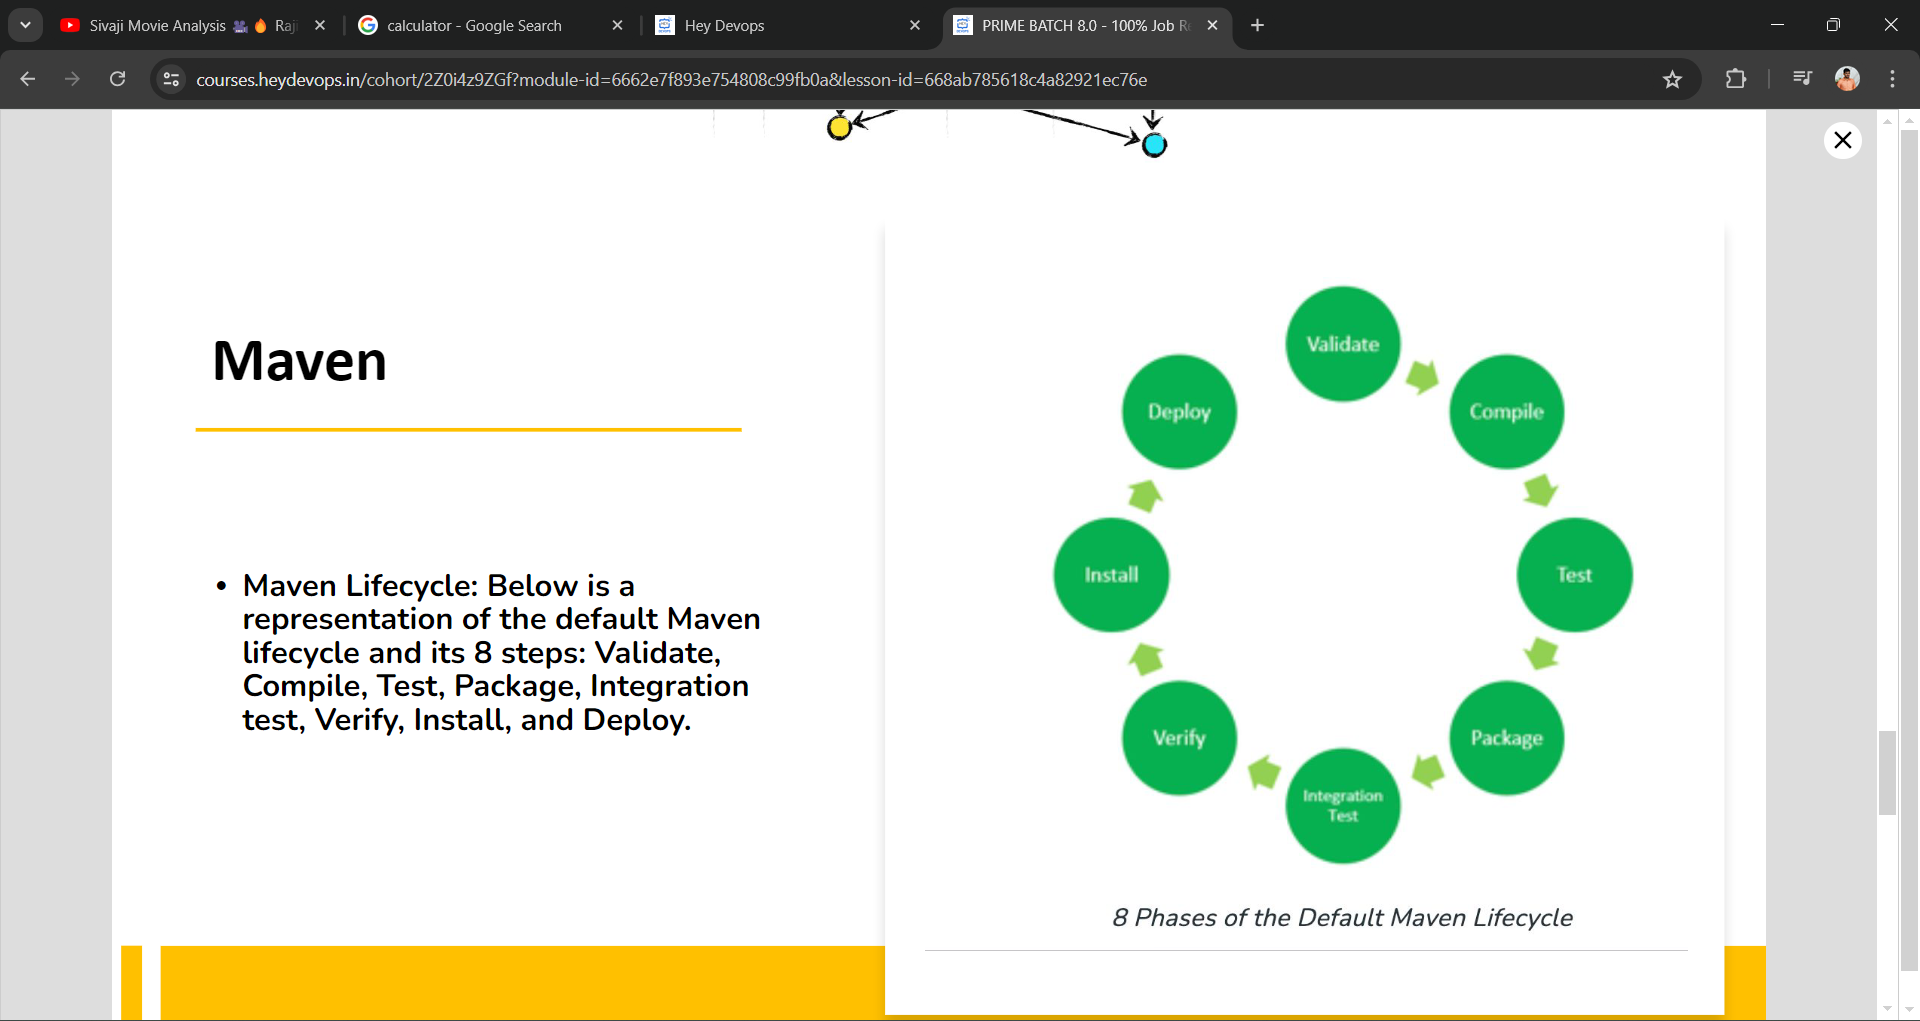 Sivaji Movie Analysis 🎥🔥 Raji
calculator - Google Search
Hey Devops
PRIME BATCH 8.0 - 100% Job Re
courses.heydevops.in/cohort/2Z0i4z9ZGf?module-id=6662e7f893e754808c99fb0a&lesson-id=668ab785618c4a82921ec76e
Maven
• Maven Lifecycle: Below is a
representation of the default Maven
lifecycle and its 8 steps: Validate,
Compile, Test, Package, Integration
test, Verify, Install, and Deploy.
Validate
Compile
Test
Package
Integration
Test
Verify
Install
Deploy
8 Phases of the Default Maven Lifecycle